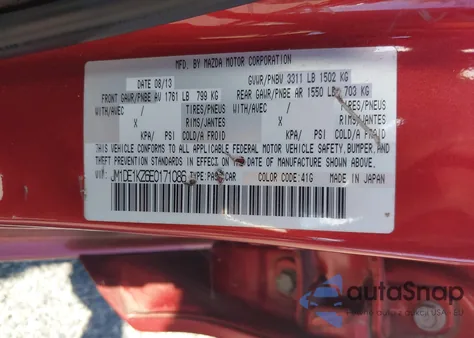 MFD. BY MAZDA MOTOR CORPORATION
DATE 08/13 GVWR/PNBV 3311 LB 1502 KG
FRONT GAWR/PNBE AV 1761 LB 799 KG REAR GAWR/PNBE AR 1550 LB 703 KG
WITH/AVEC TIRES/PNEUS WITH/AVEC TIRES/PNEUS
X RIMS/JANTES X RIMS/JANTES
KPA/ PSI COLD/A FROID KPA/ PSI COLD/A FROID
THIS VEHICLE CONFORMS TO ALL APPLICABLE FEDERAL MOTOR VEHICLE SAFETY, BUMPER, AND
THEFT PREVENTION STANDARDS IN EFFECT ON THE DATE OF MANUFACTURE SHOWN ABOVE.
VIN: JM1DE1KZ6E0171086 TYPE:PASSCAR COLOR CODE:41G MADE IN JAPAN
autoSnap